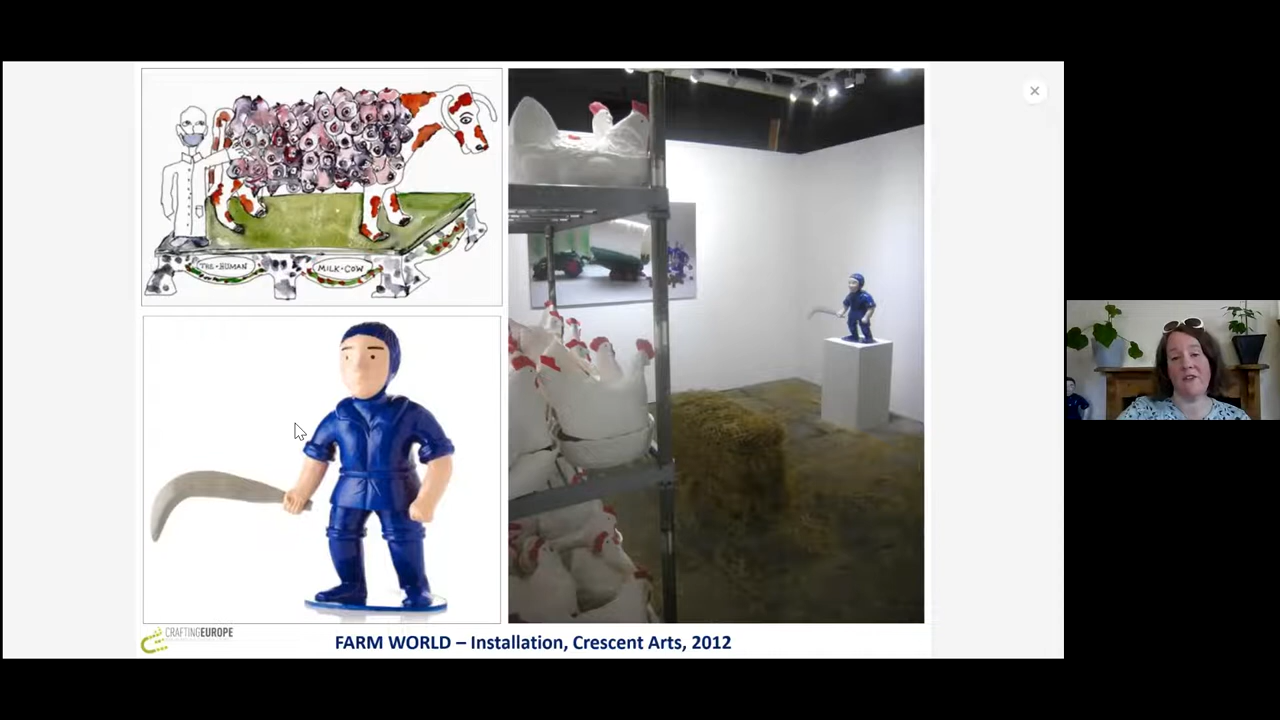 THE·HUMAN
MILK·COW
CRAFTINGEUROPE
FARM WORLD – Installation, Crescent Arts, 2012